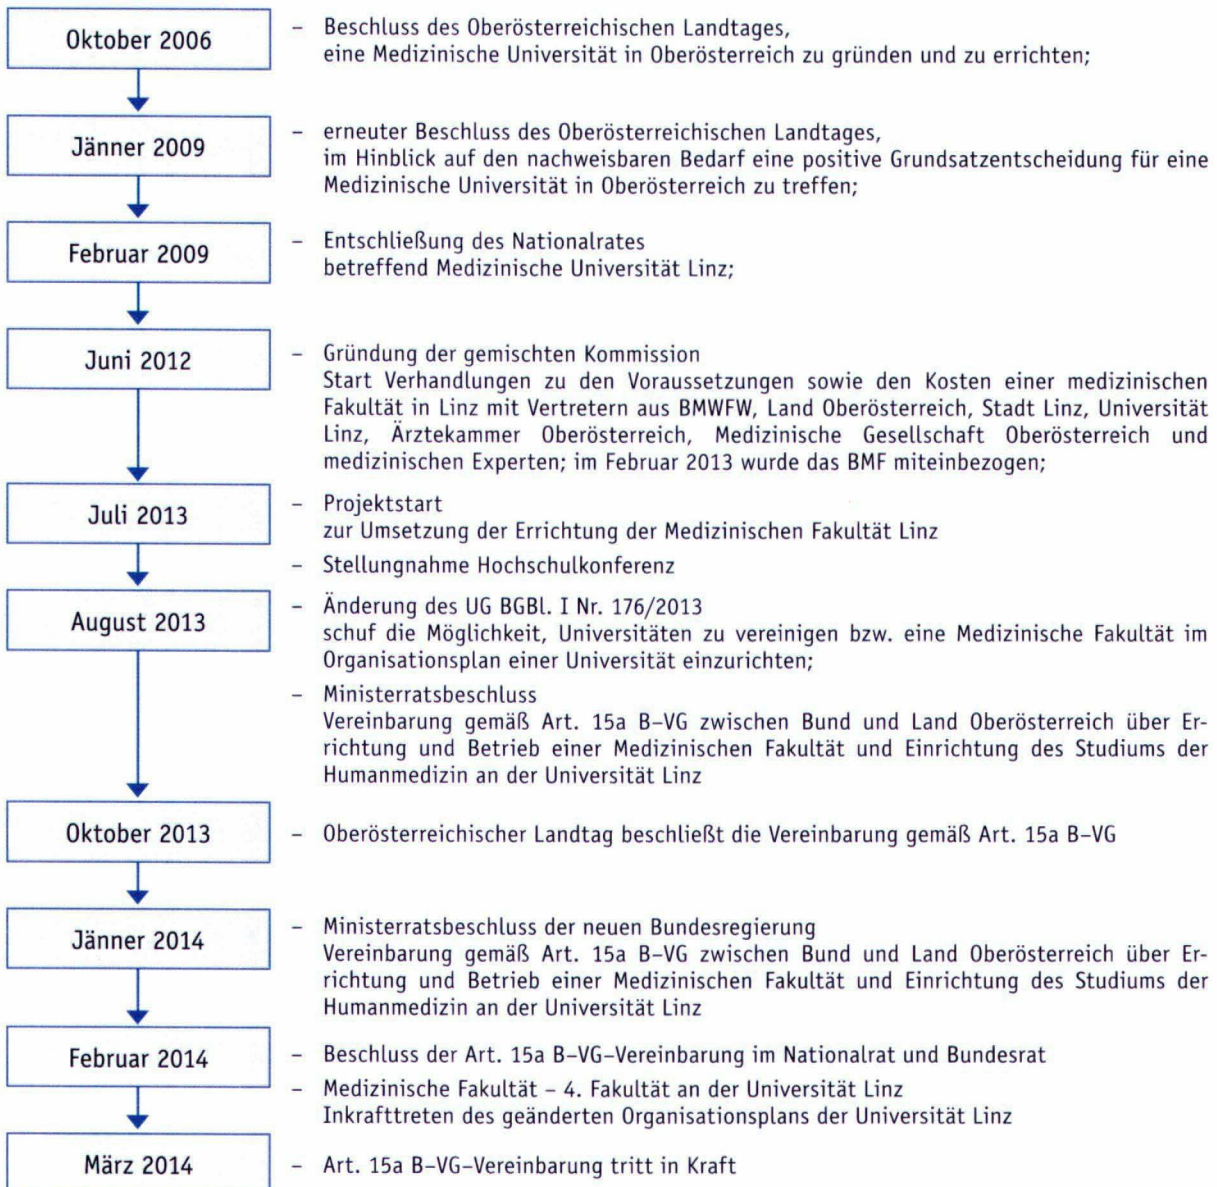 Oktober 2006
– Beschluss des Oberösterreichischen Landtages,
eine Medizinische Universität in Oberösterreich zu gründen und zu errichten;
Jänner 2009
– erneuter Beschluss des Oberösterreichischen Landtages,
im Hinblick auf den nachweisbaren Bedarf eine positive Grundsatzentscheidung für eine
Medizinische Universität in Oberösterreich zu treffen;
Februar 2009
– Entschließung des Nationalrates
betreffend Medizinische Universität Linz;
Juni 2012
– Gründung der gemischten Kommission
Start Verhandlungen zu den Voraussetzungen sowie den Kosten einer medizinischen
Fakultät in Linz mit Vertretern aus BMWFW, Land Oberösterreich, Stadt Linz, Universität
Linz, Ärztekammer Oberösterreich, Medizinische Gesellschaft Oberösterreich und
medizinischen Experten; im Februar 2013 wurde das BMF miteinbezogen;
Juli 2013
– Projektstart
zur Umsetzung der Errichtung der Medizinischen Fakultät Linz
– Stellungnahme Hochschulkonferenz
August 2013
– Änderung des UG BGBl. I Nr. 176/2013
schuf die Möglichkeit, Universitäten zu vereinigen bzw. eine Medizinische Fakultät im
Organisationsplan einer Universität einzurichten;
– Ministerratsbeschluss
Vereinbarung gemäß Art. 15a B–VG zwischen Bund und Land Oberösterreich über Er-
richtung und Betrieb einer Medizinischen Fakultät und Einrichtung des Studiums der
Humanmedizin an der Universität Linz
Oktober 2013
– Oberösterreichischer Landtag beschließt die Vereinbarung gemäß Art. 15a B–VG
Jänner 2014
– Ministerratsbeschluss der neuen Bundesregierung
Vereinbarung gemäß Art. 15a B–VG zwischen Bund und Land Oberösterreich über Er-
richtung und Betrieb einer Medizinischen Fakultät und Einrichtung des Studiums der
Humanmedizin an der Universität Linz
Februar 2014
– Beschluss der Art. 15a B–VG–Vereinbarung im Nationalrat und Bundesrat
– Medizinische Fakultät – 4. Fakultät an der Universität Linz
Inkrafttreten des geänderten Organisationsplans der Universität Linz
März 2014
– Art. 15a B–VG–Vereinbarung tritt in Kraft